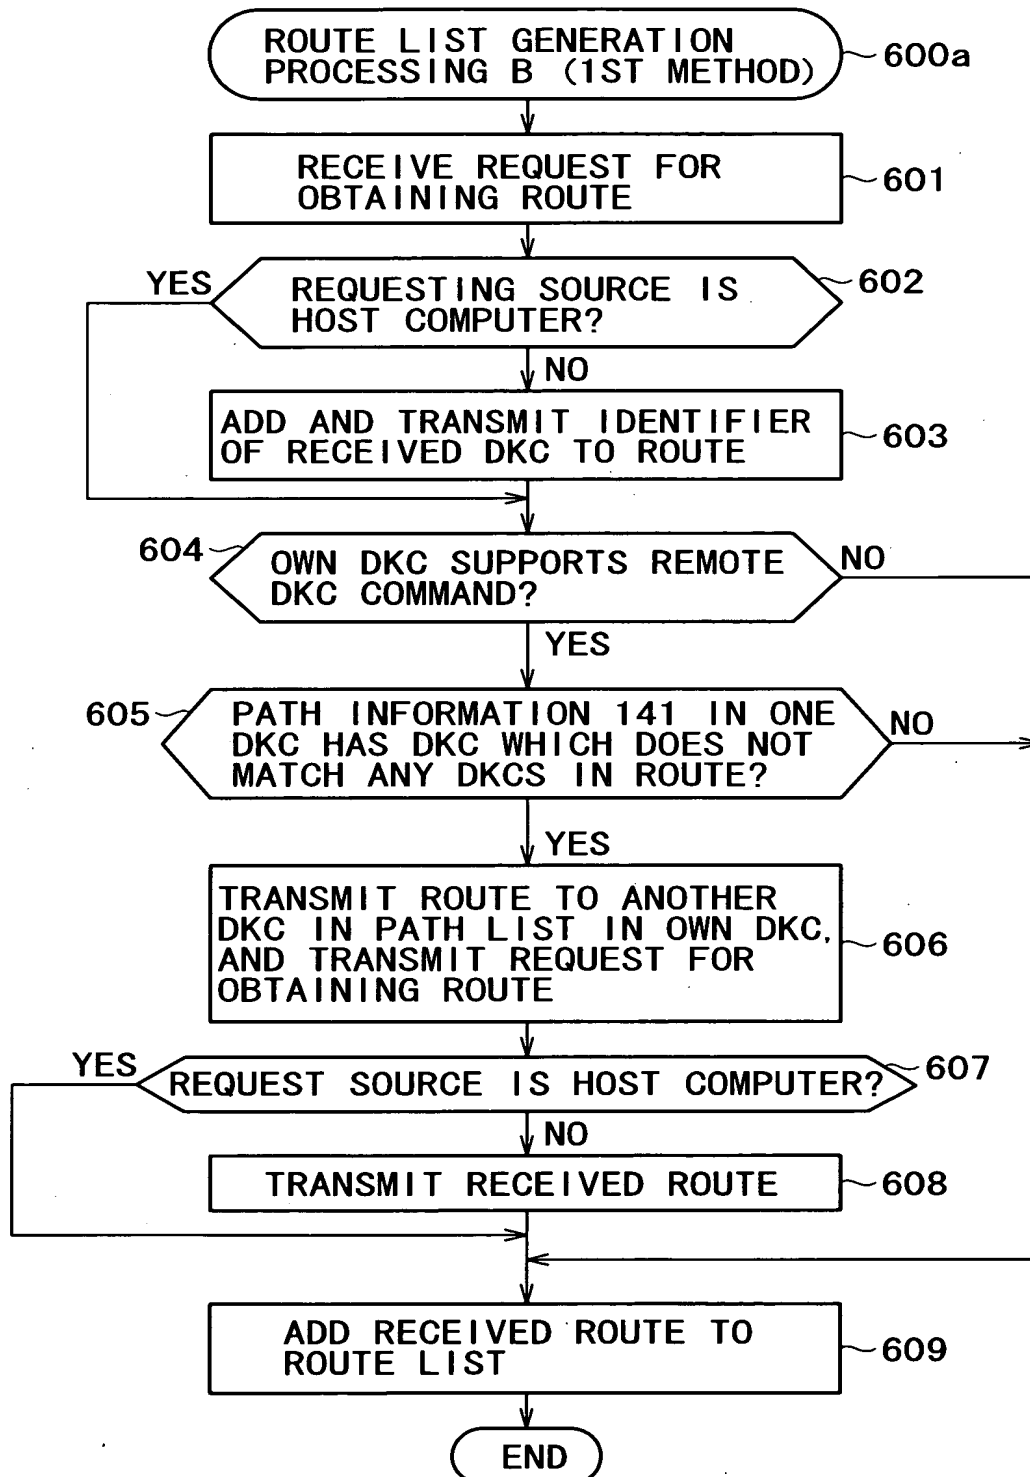 ROUTE LIST GENERATION
PROCESSING B (1ST METHOD)
600a
RECEIVE REQUEST FOR
OBTAINING ROUTE
601
YES
REQUESTING SOURCE IS
HOST COMPUTER?
602
NO
ADD AND TRANSMIT IDENTIFIER
OF RECEIVED DKC TO ROUTE
603
604
OWN DKC SUPPORTS REMOTE
DKC COMMAND?
NO
YES
605
PATH INFORMATION 141 IN ONE
DKC HAS DKC WHICH DOES NOT
MATCH ANY DKCS IN ROUTE?
NO
YES
TRANSMIT ROUTE TO ANOTHER
DKC IN PATH LIST IN OWN DKC,
AND TRANSMIT REQUEST FOR
OBTAINING ROUTE
606
YES
REQUEST SOURCE IS HOST COMPUTER?
607
NO
TRANSMIT RECEIVED ROUTE
608
ADD RECEIVED ROUTE TO
ROUTE LIST
609
END